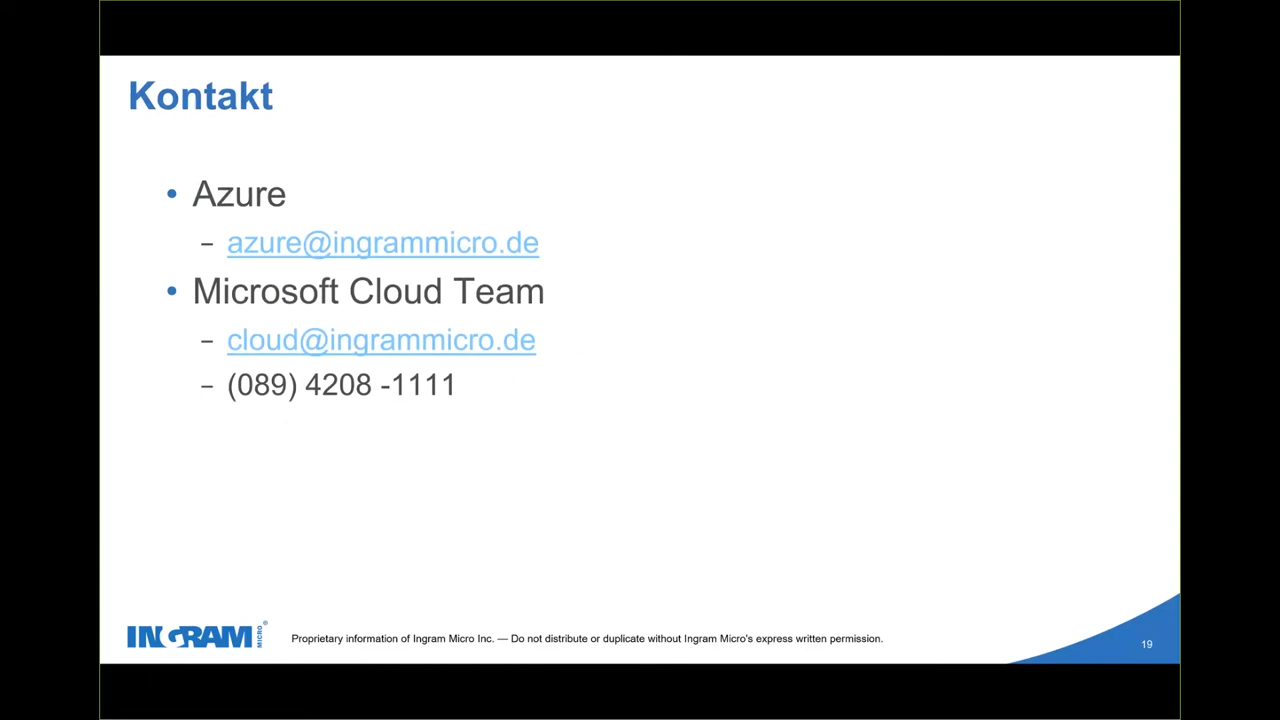 Kontakt
• Azure
– azure@ingrammicro.de
• Microsoft Cloud Team
– cloud@ingrammicro.de
– (089) 4208 -1111
INGRAM MICRO®
Proprietary information of Ingram Micro Inc. — Do not distribute or duplicate without Ingram Micro's express written permission.
19